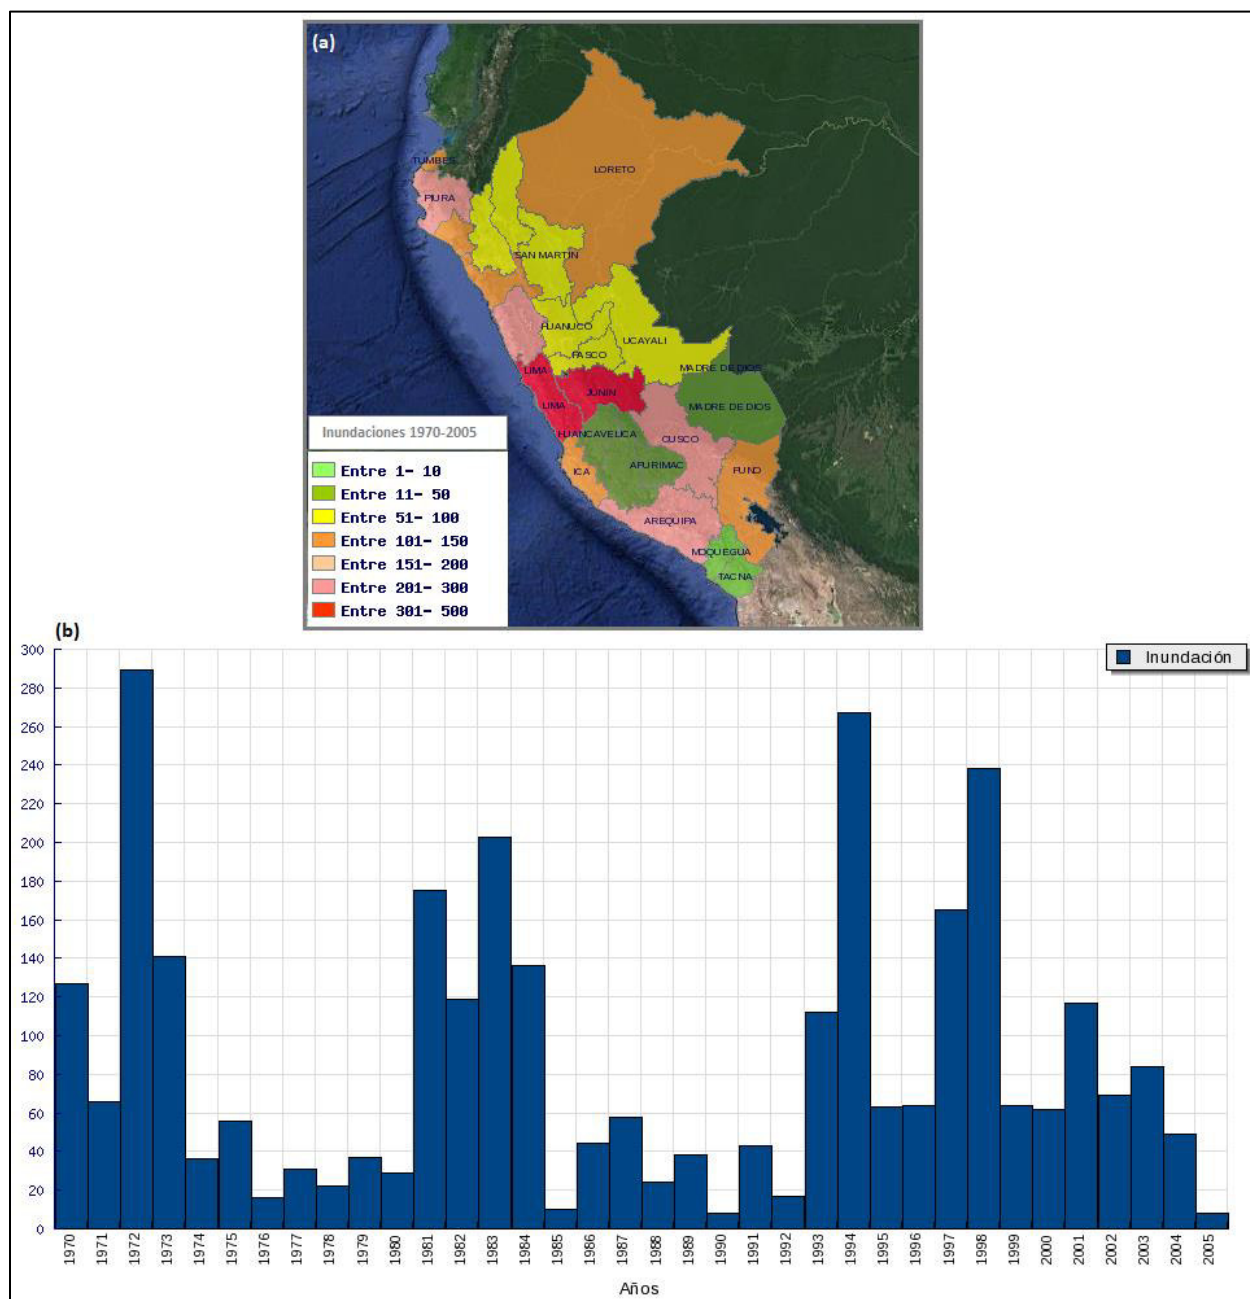 (a)
TUMBES
LORETO
PIURA
SAN MARTIN
HUANUCO
UCAYALI
PASCO
LIMA
MADRE DE DIOS
JUNIN
LIMA
MADRE DE DIOS
HUANCAVELICA
CUSCO
ICA
APURIMAC
PUNO
AREQUIPA
MOQUEGUA
TACNA
Inundaciones 1970-2005
Entre 1- 10
Entre 11- 50
Entre 51- 100
Entre 101- 150
Entre 151- 200
Entre 201- 300
Entre 301- 500
(b)
Inundación
300
280
260
240
220
200
180
160
140
120
100
80
60
40
20
0
1970
1971
1972
1973
1974
1975
1976
1977
1978
1979
1980
1981
1982
1983
1984
1985
1986
1987
1988
1989
1990
1991
1992
1993
1994
1995
1996
1997
1998
1999
2000
2001
2002
2003
2004
2005
Años